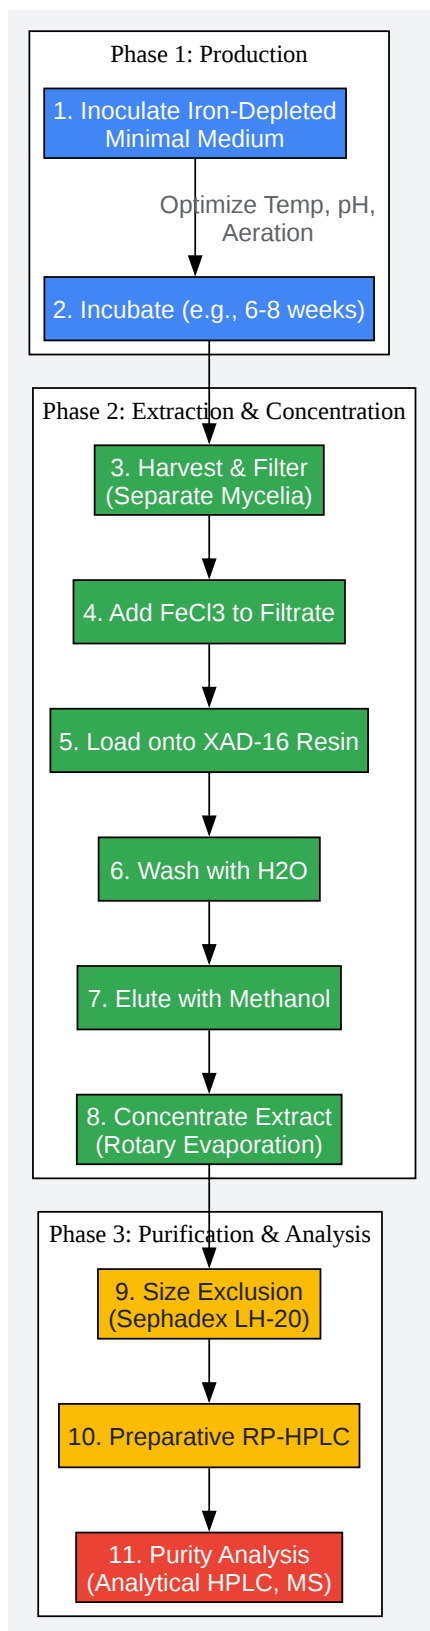 Phase 1: Production
1. Inoculate Iron-Depleted
Minimal Medium
Optimize Temp, pH,
Aeration
2. Incubate (e.g., 6-8 weeks)
Phase 2: Extraction & Concentration
3. Harvest & Filter
(Separate Mycelia)
4. Add FeCl3 to Filtrate
5. Load onto XAD-16 Resin
6. Wash with H2O
7. Elute with Methanol
8. Concentrate Extract
(Rotary Evaporation)
Phase 3: Purification & Analysis
9. Size Exclusion
(Sephadex LH-20)
10. Preparative RP-HPLC
11. Purity Analysis
(Analytical HPLC, MS)